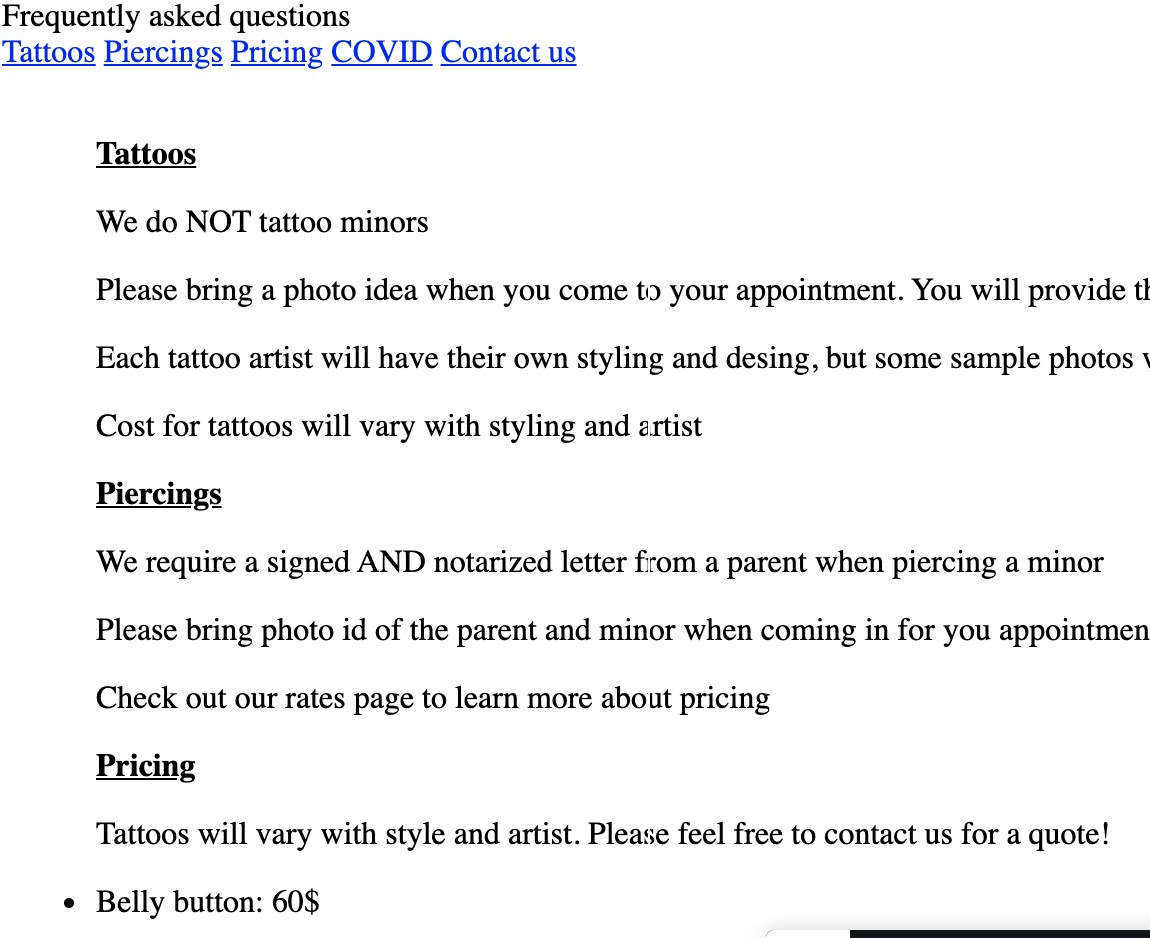 Frequently asked questions
Tattoos Piercings Pricing COVID Contact us
Tattoos
We do NOT tattoo minors
Please bring a photo idea when you come to your appointment. You will provide
Each tattoo artist will have their own styling and desing, but some sample photos
Cost for tattoos will vary with styling and artist
Piercings
We require a signed AND notarized letter from a parent when piercing a minor
Please bring photo id of the parent and minor when coming in for you appointmen
Check out our rates page to learn more about pricing
Pricing
Tattoos will vary with style and artist. Please feel free to contact us for a quote!
• Belly button: 60$